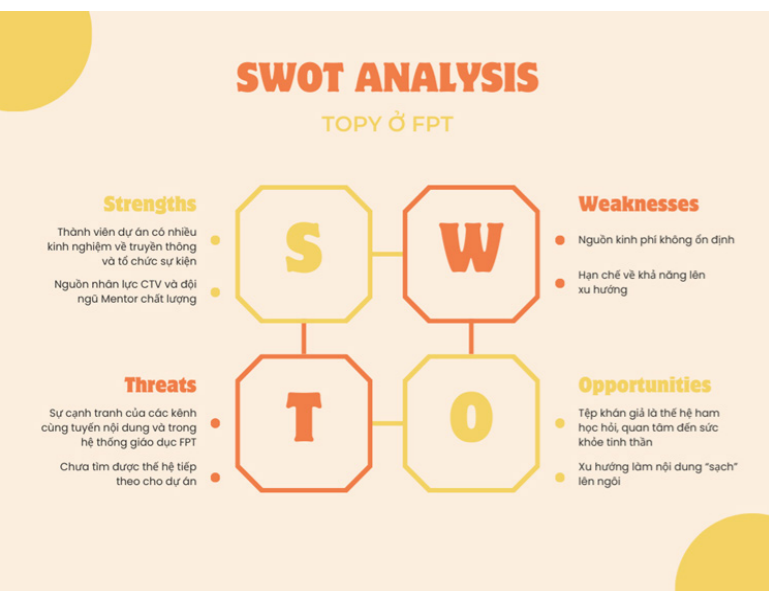 SWOT ANALYSIS
TOPY Ở FPT
Strengths
Thành viên dự án có nhiều
kinh nghiệm về truyền thông
và tổ chức sự kiện
Nguồn nhân lực CTV và đội
ngũ Mentor chất lượng
S
W
Weaknesses
Nguồn kinh phí không ổn định
Hạn chế về khả năng lên
xu hướng
Threats
Sự cạnh tranh của các kênh
cùng tuyến nội dung và trong
hệ thống giáo dục FPT
Chưa tìm được thế hệ tiếp
theo cho dự án
T
O
Opportunities
Tệp khán giả là thế hệ ham
học hỏi, quan tâm đến sức
khỏe tinh thần
Xu hướng làm nội dung “sạch”
lên ngôi